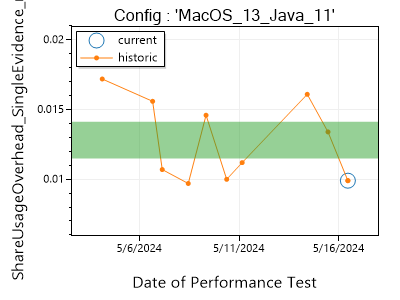 Config : 'MacOS_13_Java_11'
ShareUsageOverhead_SingleEvidence_
0.02
0.015
0.01
current
historic
5/6/2024
5/11/2024
5/16/2024
Date of Performance Test